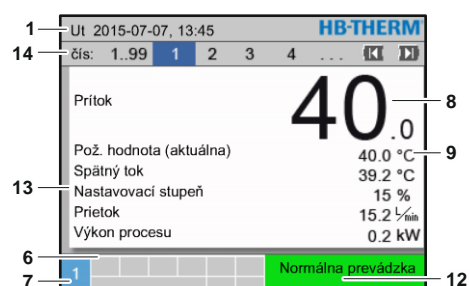 1 Ut 2015-07-07, 13:45 HB-THERM
14 čís: 1..99 1 2 3 4 ...
Prítok 40.0 8
Pož. hodnota (aktuálna) 40.0 °C 9
Spätný tok 39.2 °C
13 Nastavovací stupeň 15 %
Prietok 15.2 L/min
Výkon procesu 0.2 kW
6
7 1 Normálna prevádzka 12